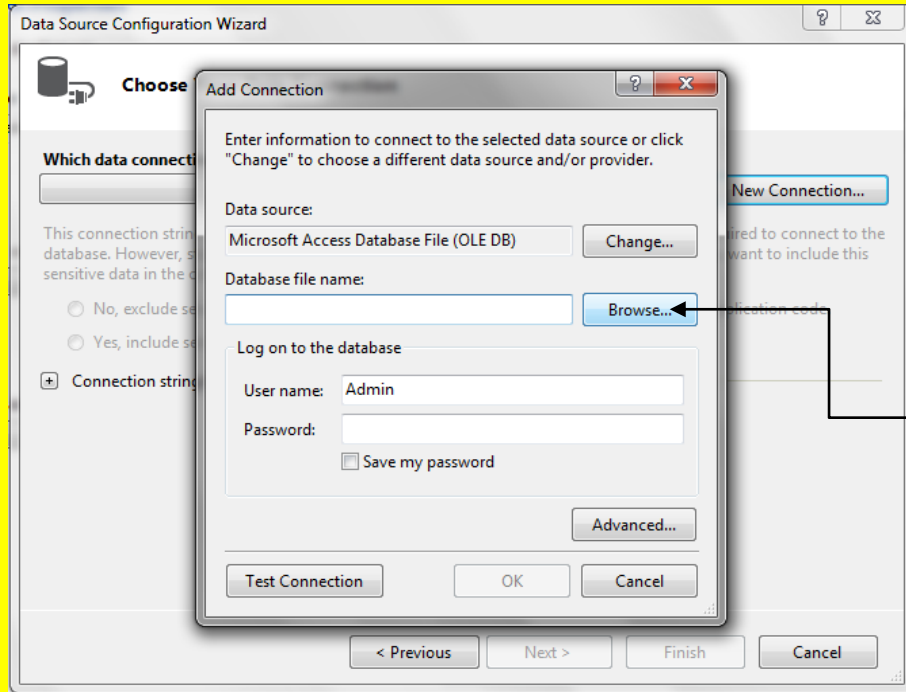 Data Source Configuration Wizard
Choose
Add Connection
Enter information to connect to the selected data source or click
"Change" to choose a different data source and/or provider.
Which data connecti
New Connection...
Data source:
Microsoft Access Database File (OLE DB)
Change...
This connection strin
ired to connect to the
database. However, s
want to include this
sensitive data in the c
Database file name:
Browse...
No, exclude se
plication code
Yes, include se
Log on to the database
Connection string
User name:
Admin
Password:
Save my password
Advanced...
Test Connection
OK
Cancel
< Previous
Next >
Finish
Cancel